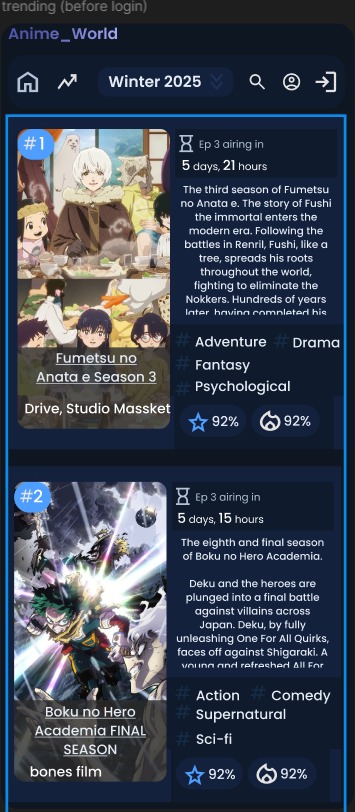 trending (before login)
Anime_World
Winter 2025
#1
Ep 3 airing in
5 days, 21 hours
The third season of Fumetsu
no Anata e. The story of Fushi
the immortal enters the
modern era. Following the
battles in Renril, Fushi, like a
tree, spreads his roots
throughout the world,
fighting to eliminate the
Nokkers. Hundreds of years
later, having completed his
Fumetsu no
Anata e Season 3
Drive, Studio Massket
# Adventure # Drama
# Fantasy
# Psychological
92% 92%
#2
Ep 3 airing in
5 days, 15 hours
The eighth and final season
of Boku no Hero Academia.
Deku and the heroes are
plunged into a final battle
against villains across
Japan. Deku, by fully
unleashing One For All Quirks,
faces off against Shigaraki. A
young and refreshed All For
Boku no Hero
Academia FINAL
SEASON
bones film
# Action # Comedy
# Supernatural
# Sci-fi
92% 92%